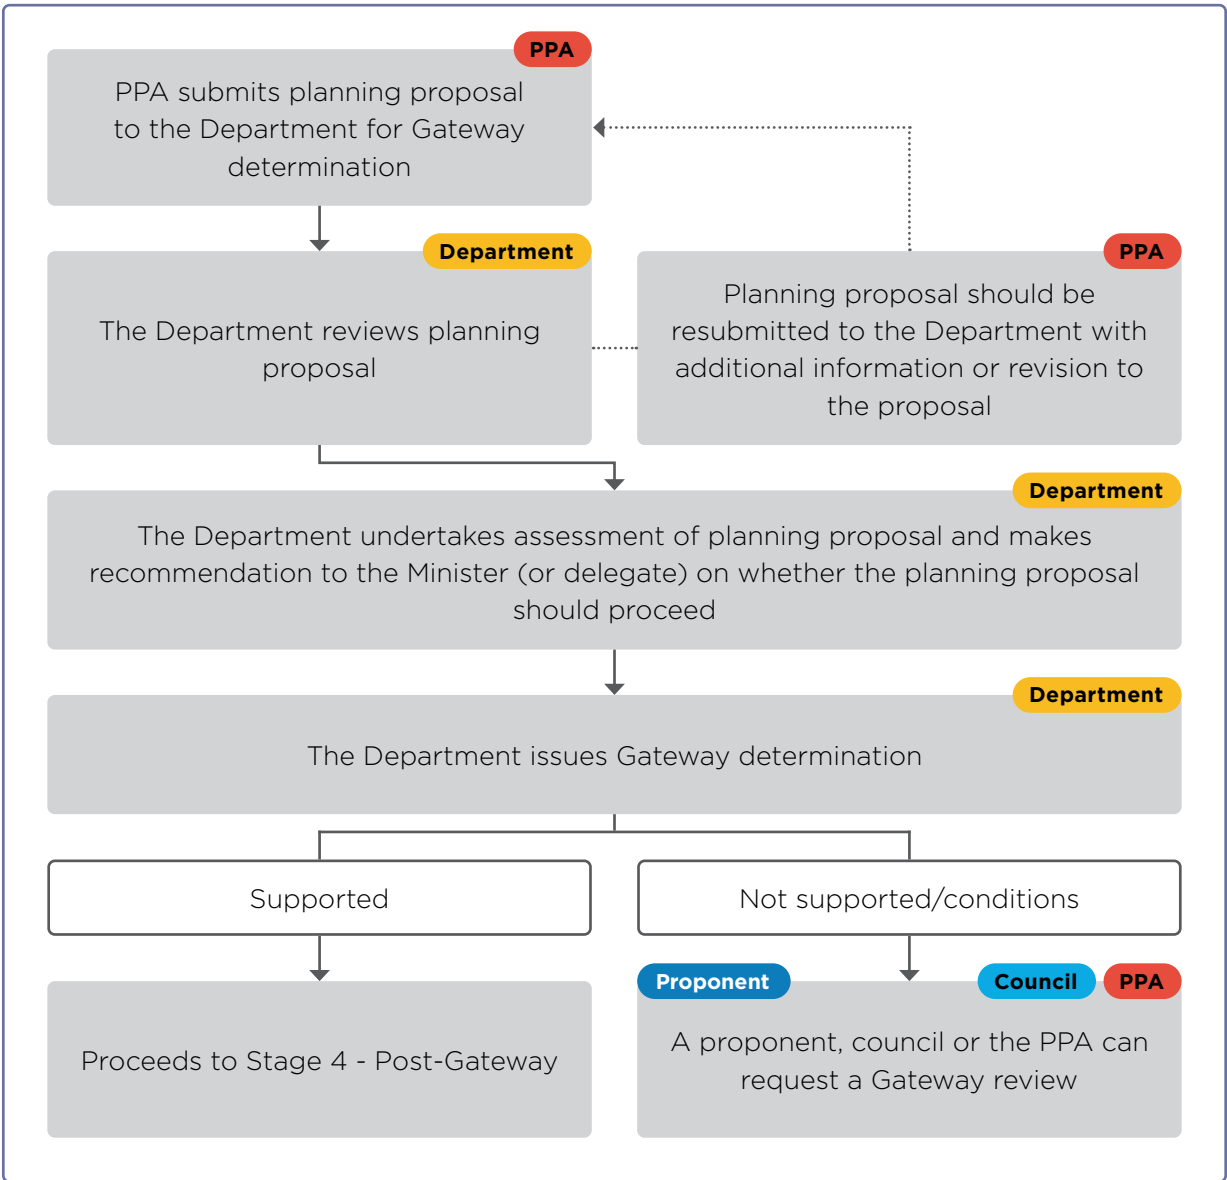 PPA
PPA submits planning proposal
to the Department for Gateway
determination
Department
The Department reviews planning
proposal
PPA
Planning proposal should be
resubmitted to the Department with
additional information or revision to
the proposal
Department
The Department undertakes assessment of planning proposal and makes
recommendation to the Minister (or delegate) on whether the planning proposal
should proceed
Department
The Department issues Gateway determination
Supported
Not supported/conditions
Proceeds to Stage 4 - Post-Gateway
Proponent
Council
PPA
A proponent, council or the PPA can
request a Gateway review